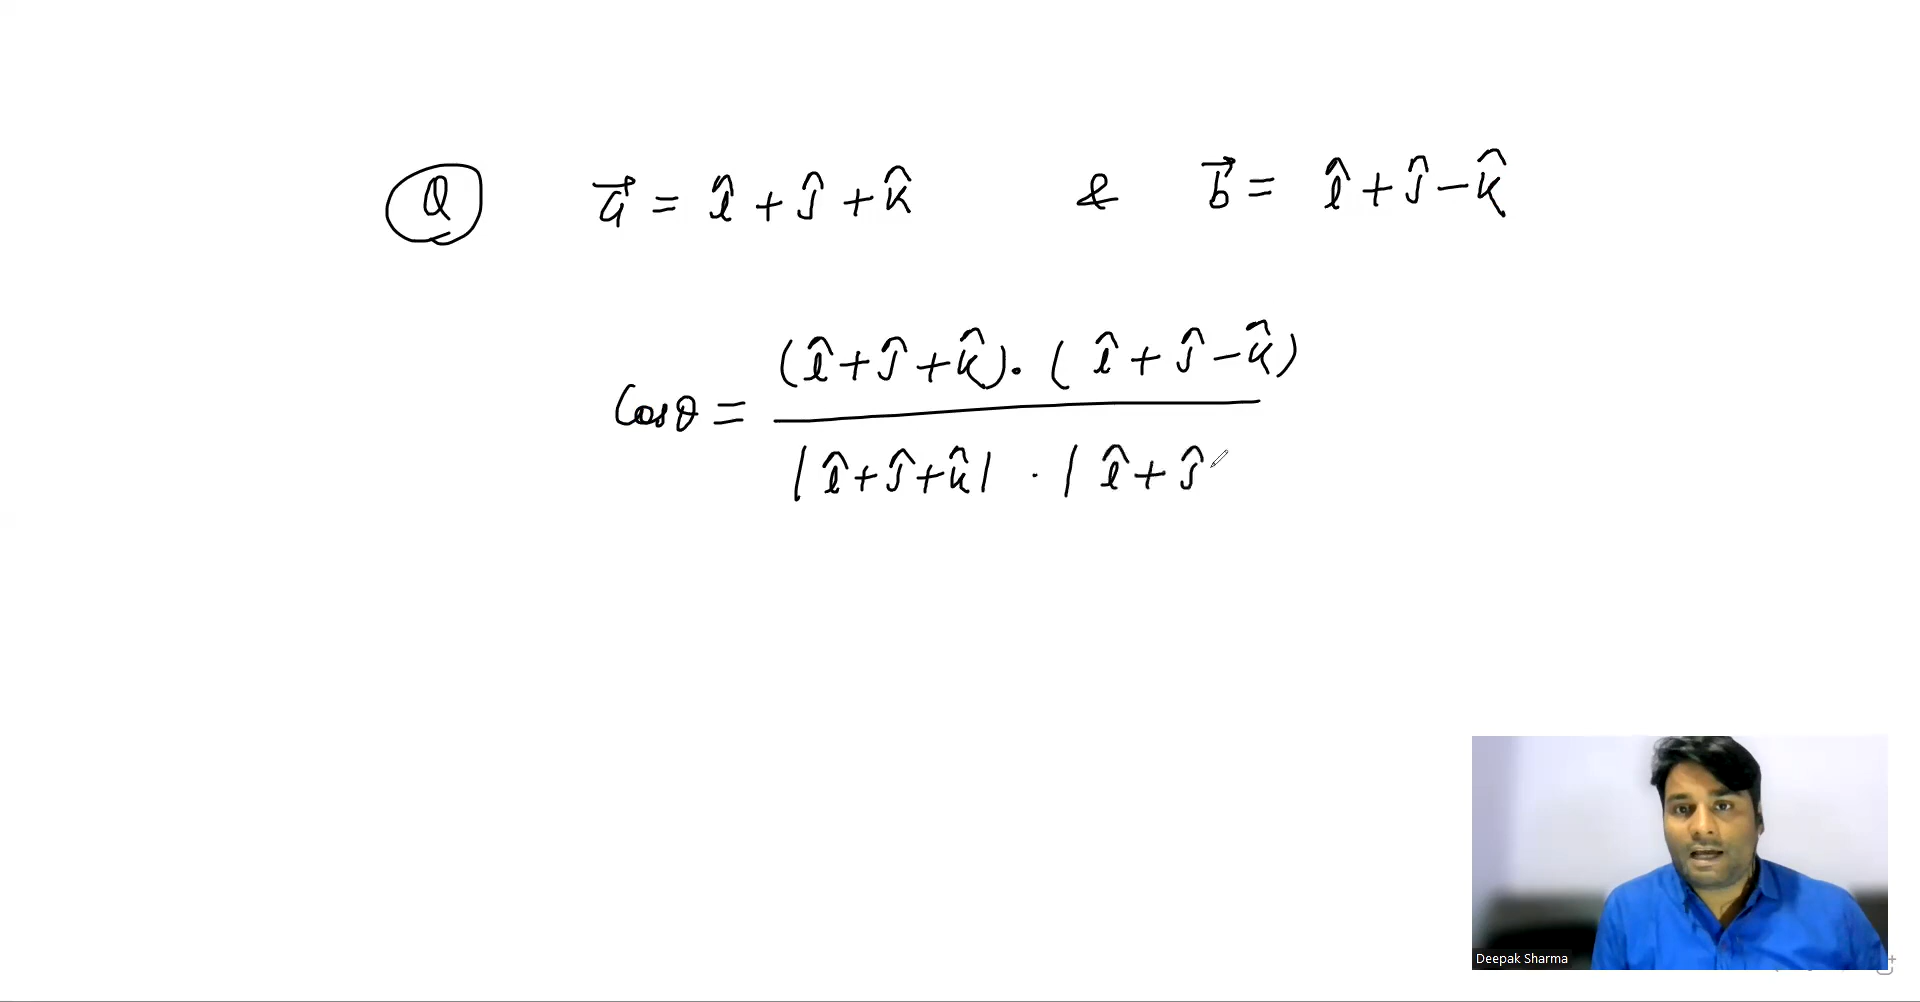 Q a⃗ = î + ĵ + k̂ & b⃗ = î + ĵ - k̂
(î + ĵ + k̂) . (î + ĵ - k̂)
Cosθ =
|î + ĵ + k̂| . | î + ĵ
Deepak Sharma